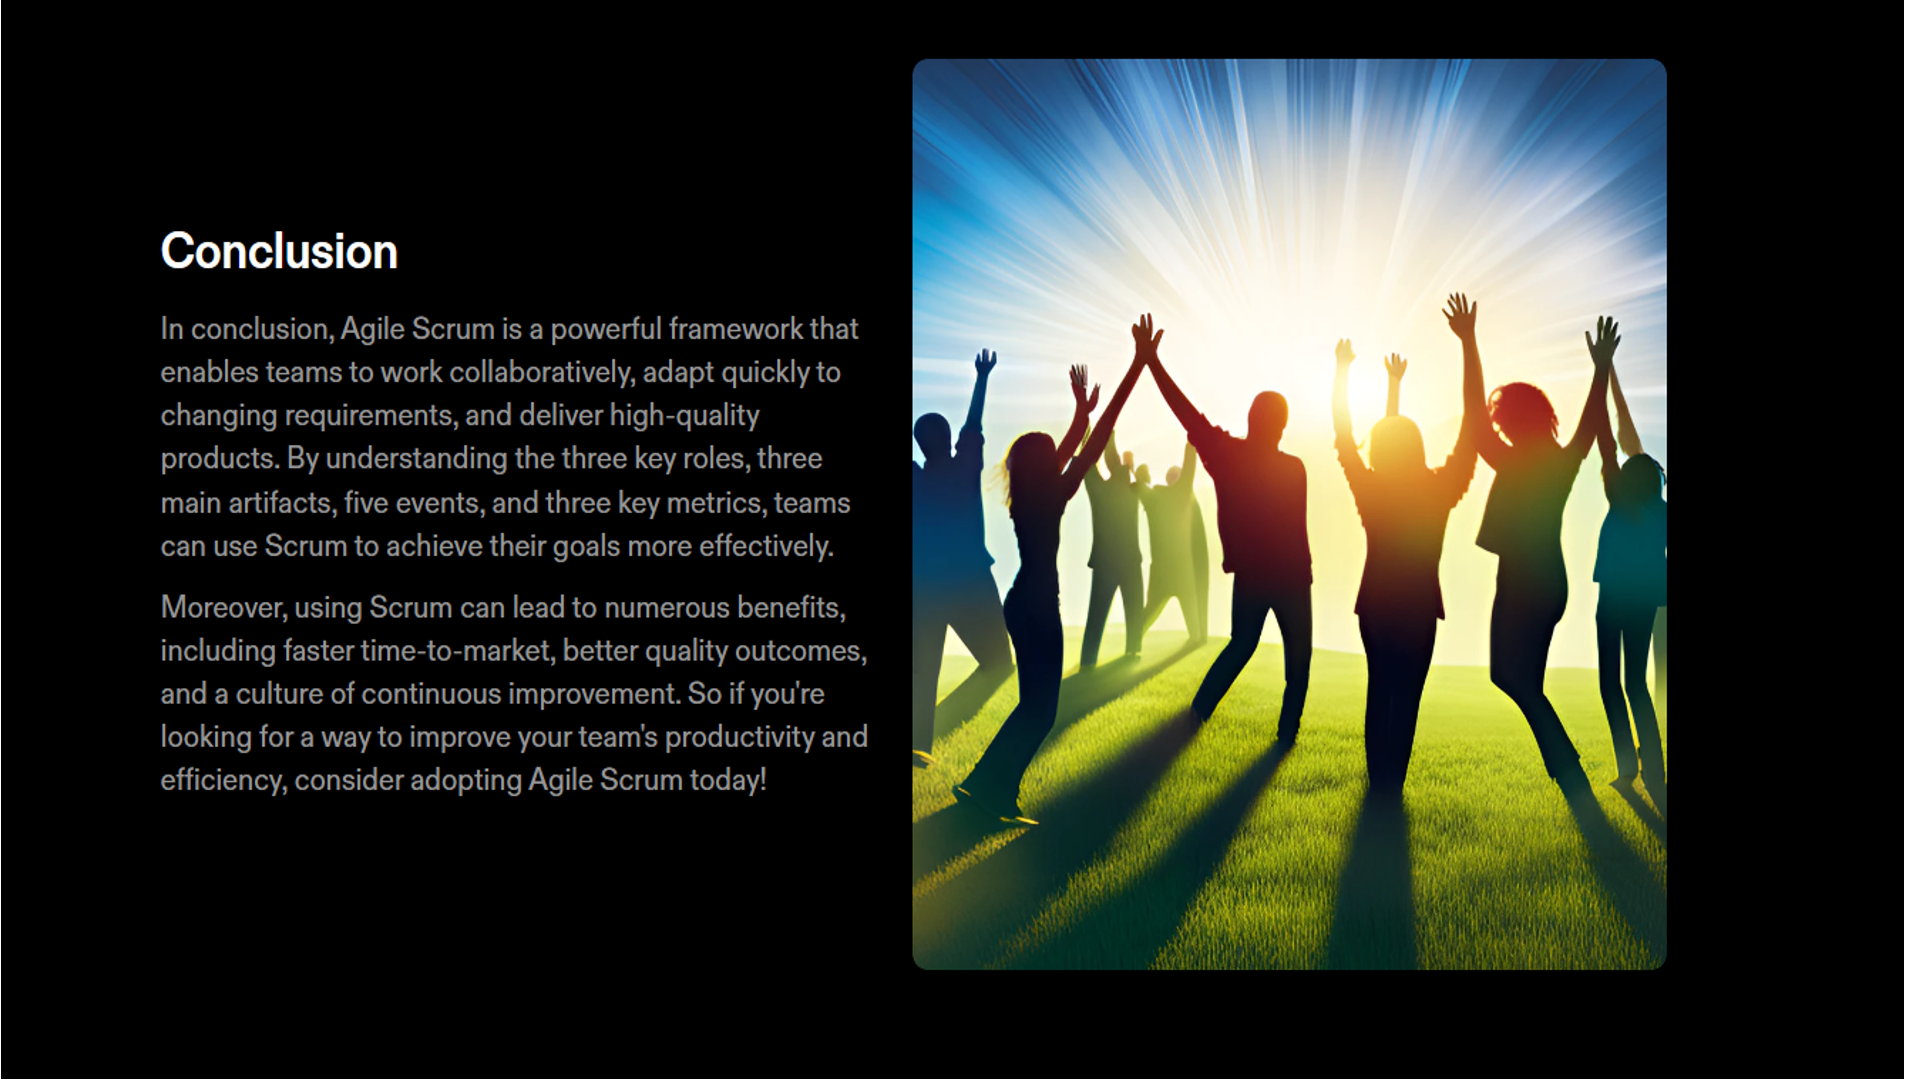 Conclusion
In conclusion, Agile Scrum is a powerful framework that
enables teams to work collaboratively, adapt quickly to
changing requirements, and deliver high-quality
products. By understanding the three key roles, three
main artifacts, five events, and three key metrics, teams
can use Scrum to achieve their goals more effectively.
Moreover, using Scrum can lead to numerous benefits,
including faster time-to-market, better quality outcomes,
and a culture of continuous improvement. So if you're
looking for a way to improve your team's productivity and
efficiency, consider adopting Agile Scrum today!